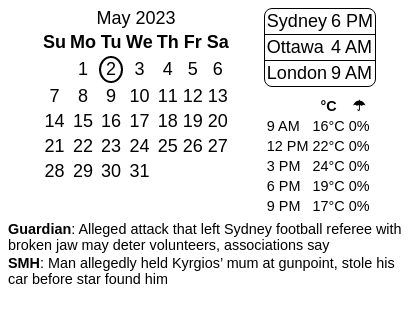 May 2023
Su Mo Tu We Th Fr Sa
1 2 3 4 5 6
7 8 9 10 11 12 13
14 15 16 17 18 19 20
21 22 23 24 25 26 27
28 29 30 31
Sydney 6 PM
Ottawa 4 AM
London 9 AM
°C ☂
9 AM 16°C 0%
12 PM 22°C 0%
3 PM 24°C 0%
6 PM 19°C 0%
9 PM 17°C 0%
Guardian: Alleged attack that left Sydney football referee with
broken jaw may deter volunteers, associations say
SMH: Man allegedly held Kyrgios’ mum at gunpoint, stole his
car before star found him